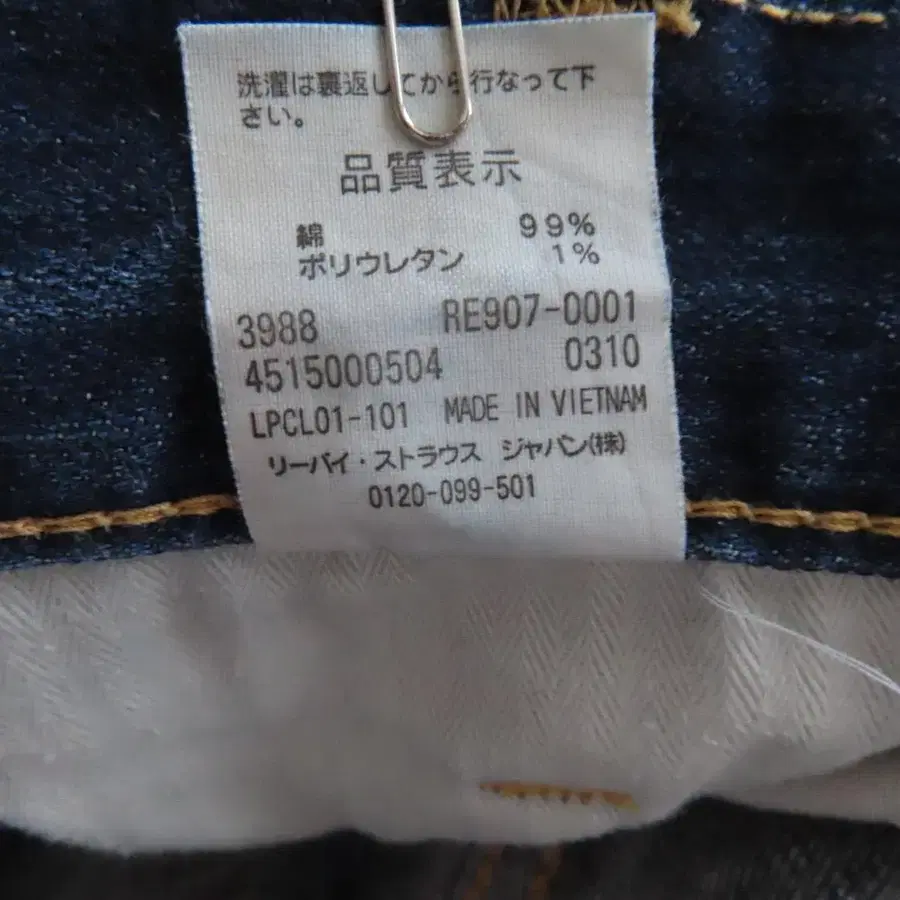 洗濯は裏返してから行なって下
さい。
品質表示
綿 99%
ポリウレタン 1%
3988 RE907-0001
4515000504 0310
LPCL01-101 MADE IN VIETNAM
リーバイ・ストラウス ジャパン(株)
0120-099-501